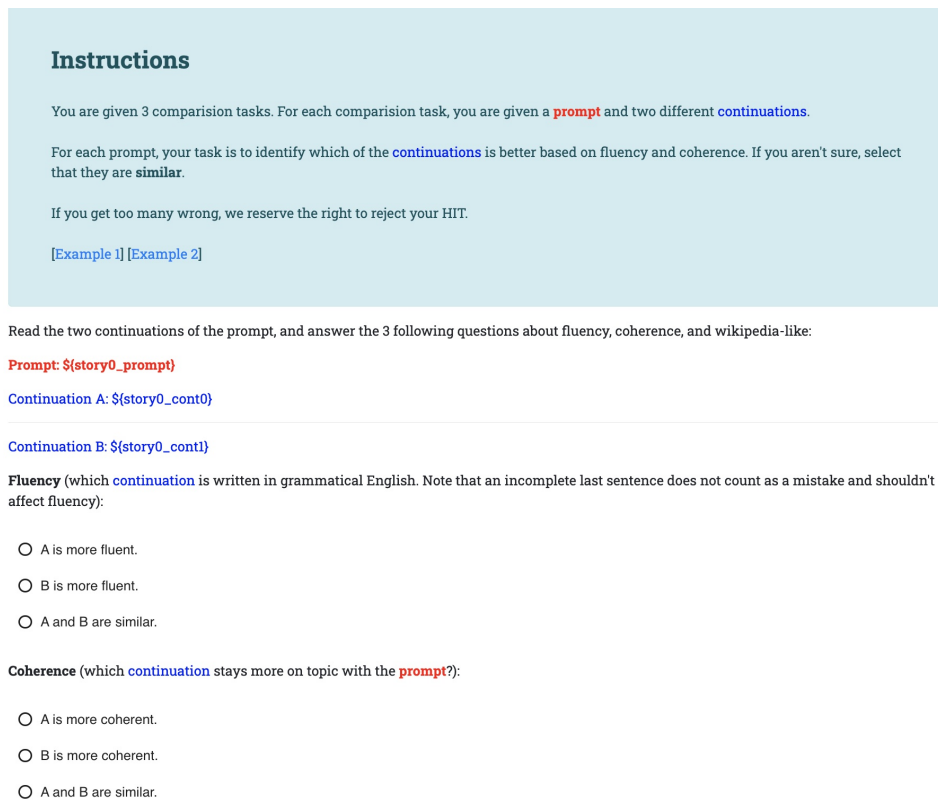 Instructions
You are given 3 comparision tasks. For each comparision task, you are given a prompt and two different continuations.
For each prompt, your task is to identify which of the continuations is better based on fluency and coherence. If you aren't sure, select
that they are similar.
If you get too many wrong, we reserve the right to reject your HIT.
[Example 1] [Example 2]
Read the two continuations of the prompt, and answer the 3 following questions about fluency, coherence, and wikipedia-like:
Prompt: ${story0_prompt}
Continuation A: ${story0_cont0}
Continuation B: ${story0_cont1}
Fluency (which continuation is written in grammatical English. Note that an incomplete last sentence does not count as a mistake and shouldn't
affect fluency):
A is more fluent.
B is more fluent.
A and B are similar.
Coherence (which continuation stays more on topic with the prompt?):
A is more coherent.
B is more coherent.
A and B are similar.